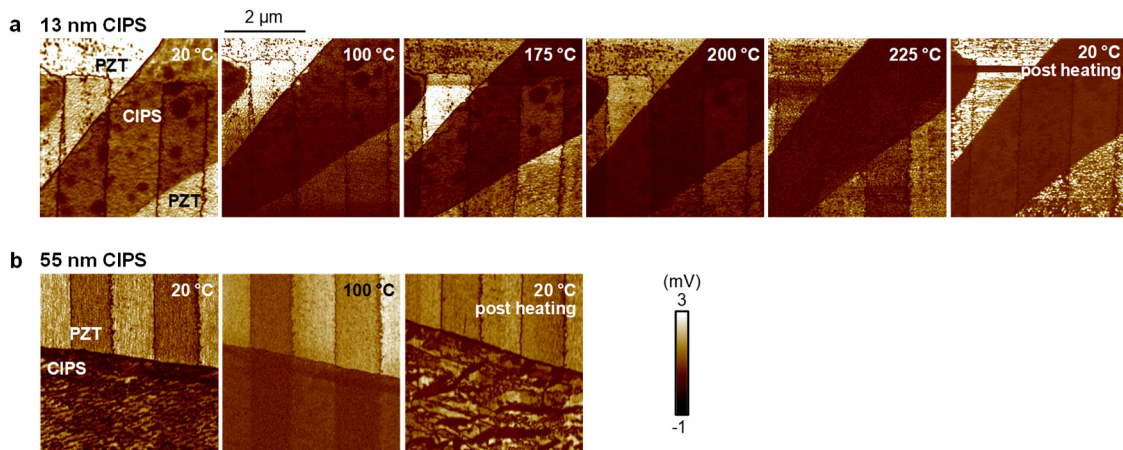 a 13 nm CIPS
2 μm
20 °C
PZT
CIPS
PZT
100 °C
175 °C
200 °C
225 °C
20 °C
post heating
b 55 nm CIPS
20 °C
PZT
CIPS
100 °C
20 °C
post heating
(mV)
3
-1